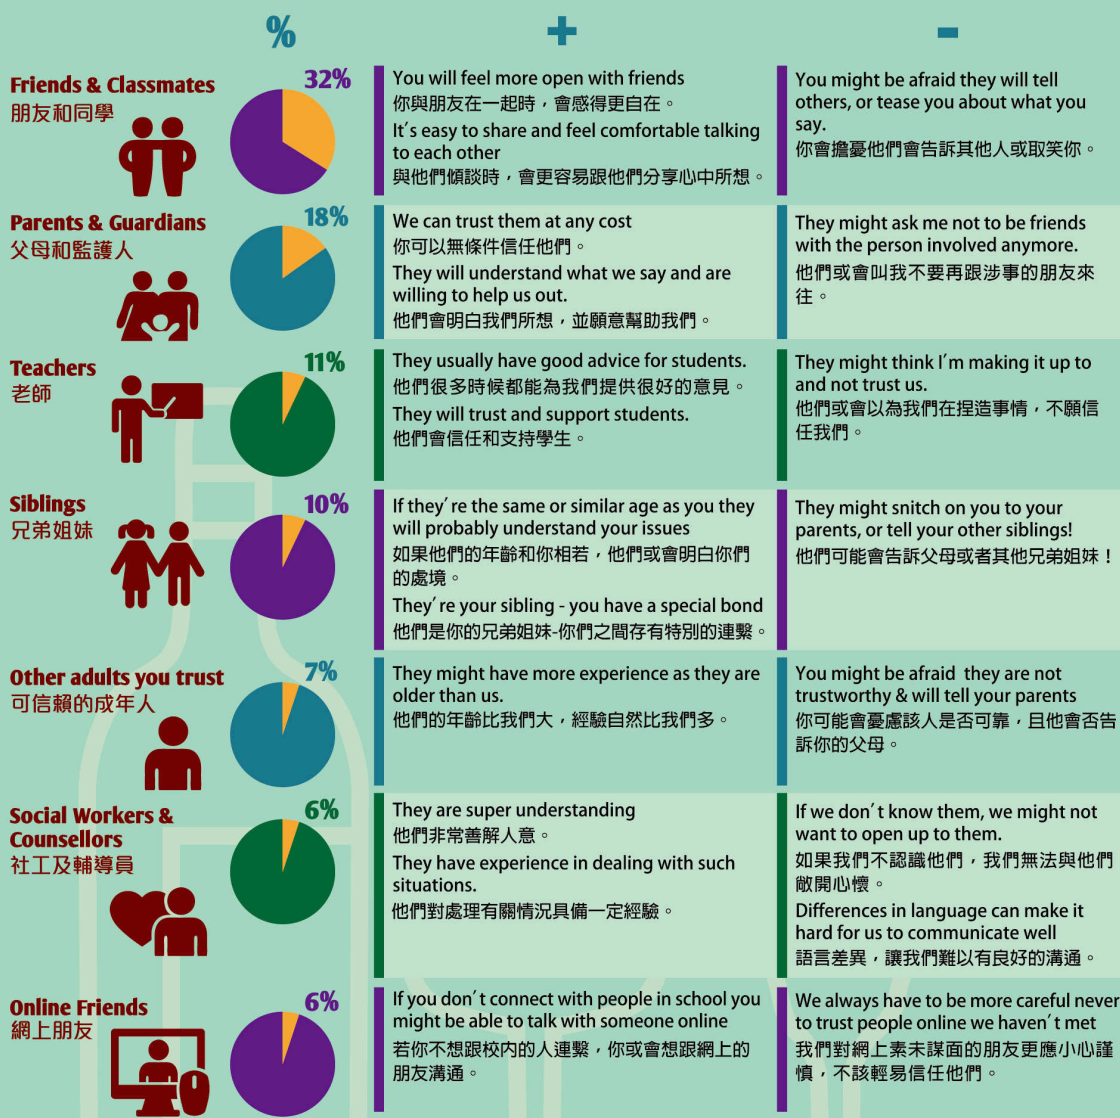 %
+
-
Friends & Classmates
朋友和同學
32%
You will feel more open with friends
你與朋友在一起時，會感得更自在。
It's easy to share and feel comfortable talking
to each other
與他們傾談時，會更容易跟他們分享心中所想。
You might be afraid they will tell
others, or tease you about what you
say.
你會擔憂他們會告訴其他人或取笑你。
Parents & Guardians
父母和監護人
18%
We can trust them at any cost
你可以無條件信任他們。
They will understand what we say and are
willing to help us out.
他們會明白我們所想，並願意幫助我們。
They might ask me not to be friends
with the person involved anymore.
他們或會叫我不要再跟涉事的朋友來
往。
Teachers
老師
11%
They usually have good advice for students.
他們很多時候都能為我們提供很好的意見。
They will trust and support students.
他們會信任和支持學生。
They might think I'm making it up to
and not trust us.
他們或會以為我們在捏造事情，不願信
任我們。
Siblings
兄弟姐妹
10%
If they're the same or similar age as you they
will probably understand your issues
如果他們的年齡和你相若，他們或會明白你們
的處境。
They're your sibling - you have a special bond
他們是你的兄弟姐妹-你們之間存有特別的連繫。
They might snitch on you to your
parents, or tell your other siblings!
他們可能會告訴父母或者其他兄弟姐妹！
Other adults you trust
可信賴的成年人
7%
They might have more experience as they are
older than us.
他們的年齡比我們大，經驗自然比我們多。
You might be afraid they are not
trustworthy & will tell your parents
你可能會憂慮該人是否可靠，且他會否告
訴你的父母。
Social Workers &
Counsellors
社工及輔導員
6%
They are super understanding
他們非常善解人意。
They have experience in dealing with such
situations.
他們對處理有關情況具備一定經驗。
If we don't know them, we might not
want to open up to them.
如果我們不認識他們，我們無法與他們
敞開心懷。
Differences in language can make it
hard for us to communicate well
語言差異，讓我們難以有良好的溝通。
Online Friends
網上朋友
6%
If you don't connect with people in school you
might be able to talk with someone online
若你不想跟校内的人連繫，你或會想跟網上的
朋友溝通。
We always have to be more careful never
to trust people online we haven't met
我們對網上素未謀面的朋友更應小心謹
慎，不該輕易信任他們。